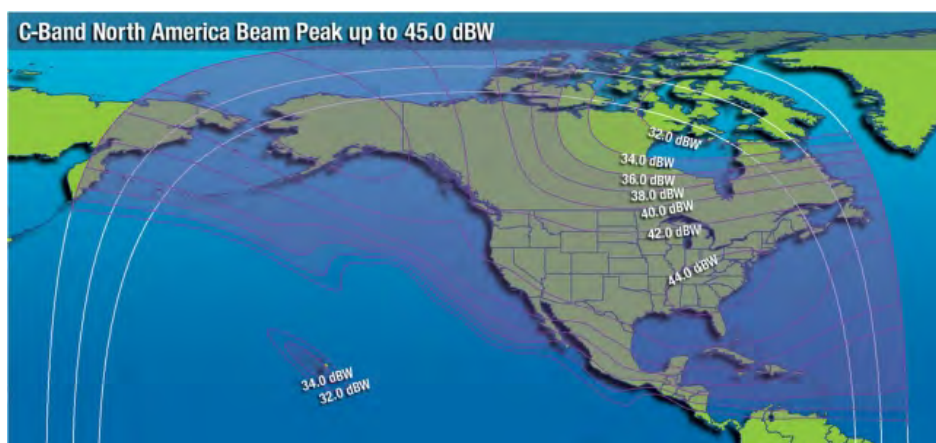 C-Band North America Beam Peak up to 45.0 dBW
32.0 dBW
34.0 dBW
36.0 dBW
38.0 dBW
40.0 dBW
42.0 dBW
44.0 dBW
34.0 dBW
32.0 dBW